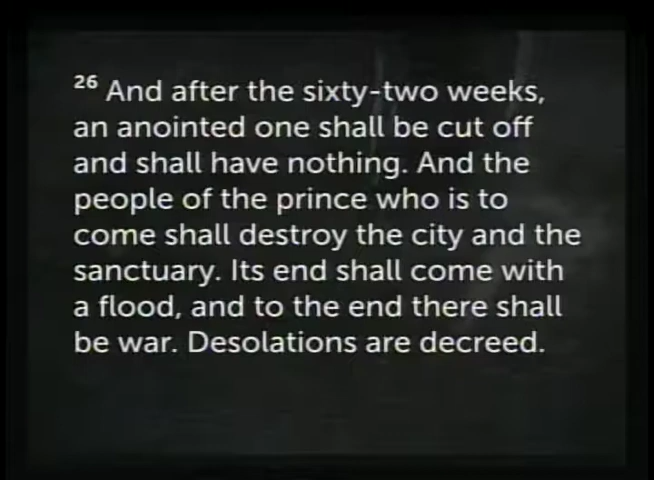 26 And after the sixty-two weeks,
an anointed one shall be cut off
and shall have nothing. And the
people of the prince who is to
come shall destroy the city and the
sanctuary. Its end shall come with
a flood, and to the end there shall
be war. Desolations are decreed.